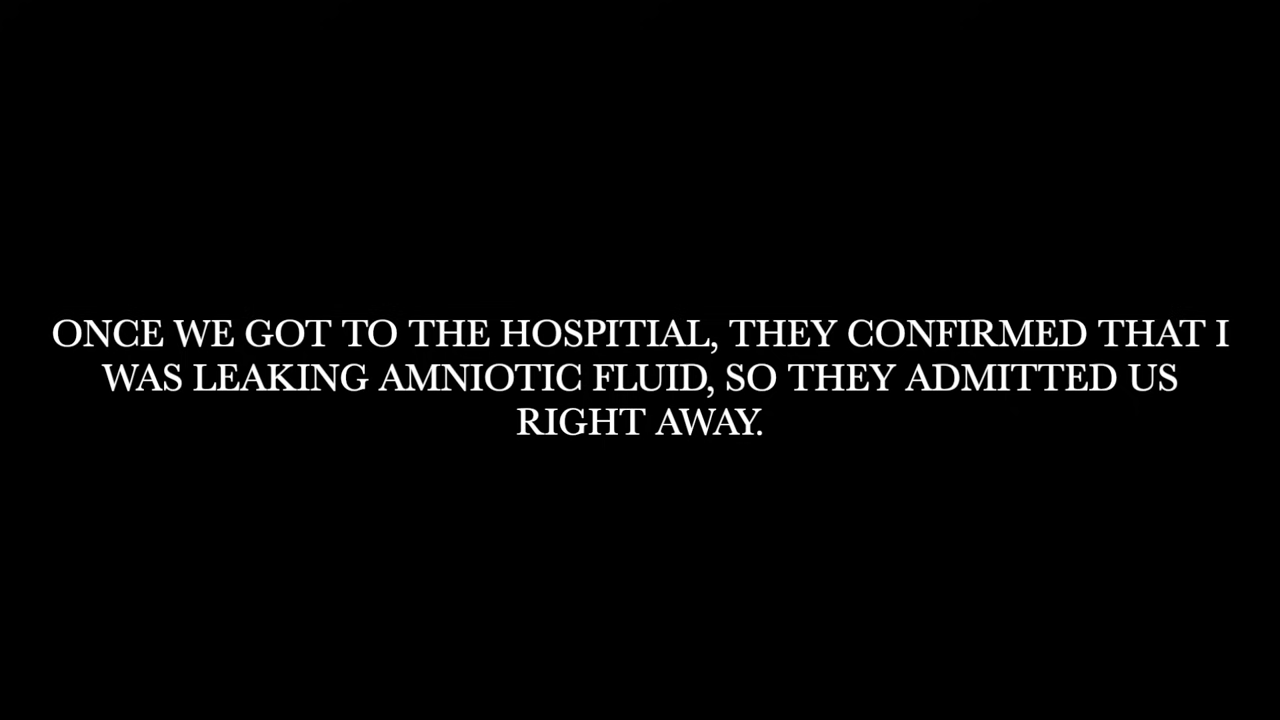 ONCE WE GOT TO THE HOSPITIAL, THEY CONFIRMED THAT I
WAS LEAKING AMNIOTIC FLUID, SO THEY ADMITTED US
RIGHT AWAY.